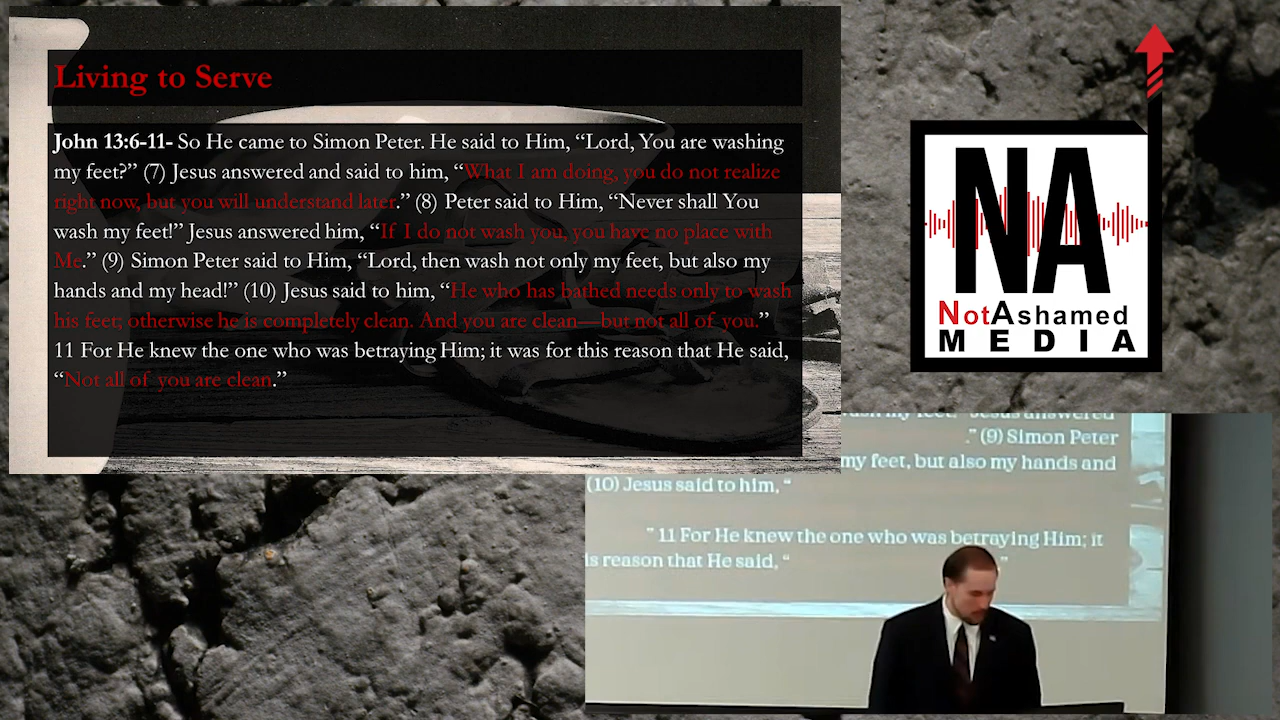 Living to Serve
John 13:6-11- So He came to Simon Peter. He said to Him, “Lord, You are washing
my feet?” (7) Jesus answered and said to him, “What I am doing, you do not realize
right now, but you will understand later.” (8) Peter said to Him, “Never shall You
wash my feet!” Jesus answered him, “If I do not wash you, you have no place with
Me.” (9) Simon Peter said to Him, “Lord, then wash not only my feet, but also my
hands and my head!” (10) Jesus said to him, “He who has bathed needs only to wash
his feet; otherwise he is completely clean. And you are clean—but not all of you.”
11 For He knew the one who was betraying Him; it was for this reason that He said,
“Not all of you are clean.”
NA
NotAshamed
MEDIA
my feet!” Jesus answered
.” (9) Simon Peter
my feet, but also my hands and
(10) Jesus said to him, “
” 11 For He knew the one who was betraying Him; it
is reason that He said, “
”